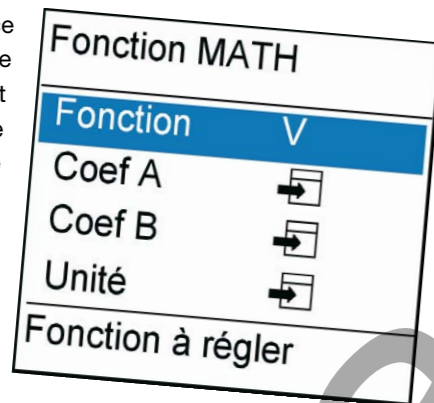 Fonction MATH
Fonction V
Coef A
Coef B
Unité
Fonction à régler